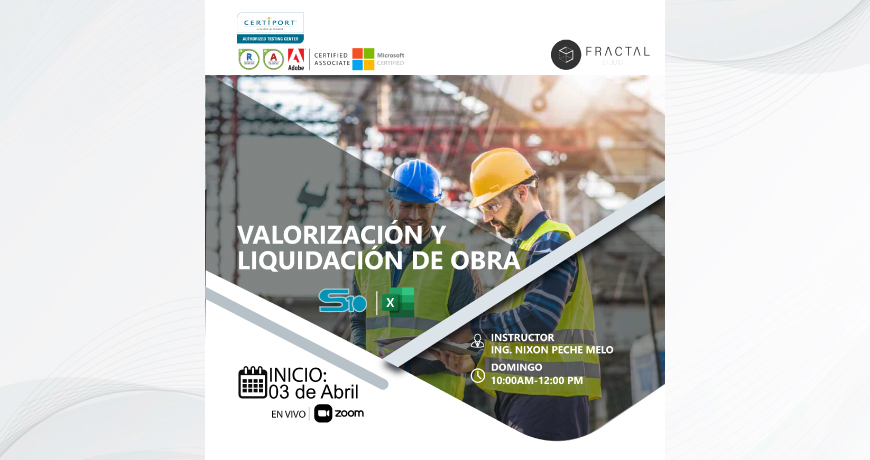 CERTIPORT
AUTHORIZED TESTING CENTER
R
A
Adobe
CERTIFIED
ASSOCIATE
Microsoft
CERTIFIED
FRACTAL
VALORIZACIÓN Y
LIQUIDACIÓN DE OBRA
S10
X
INSTRUCTOR
ING. NIXON PECHE MELO
DOMINGO
10:00AM-12:00 PM
INICIO:
03 de Abril
EN VIVO
zoom